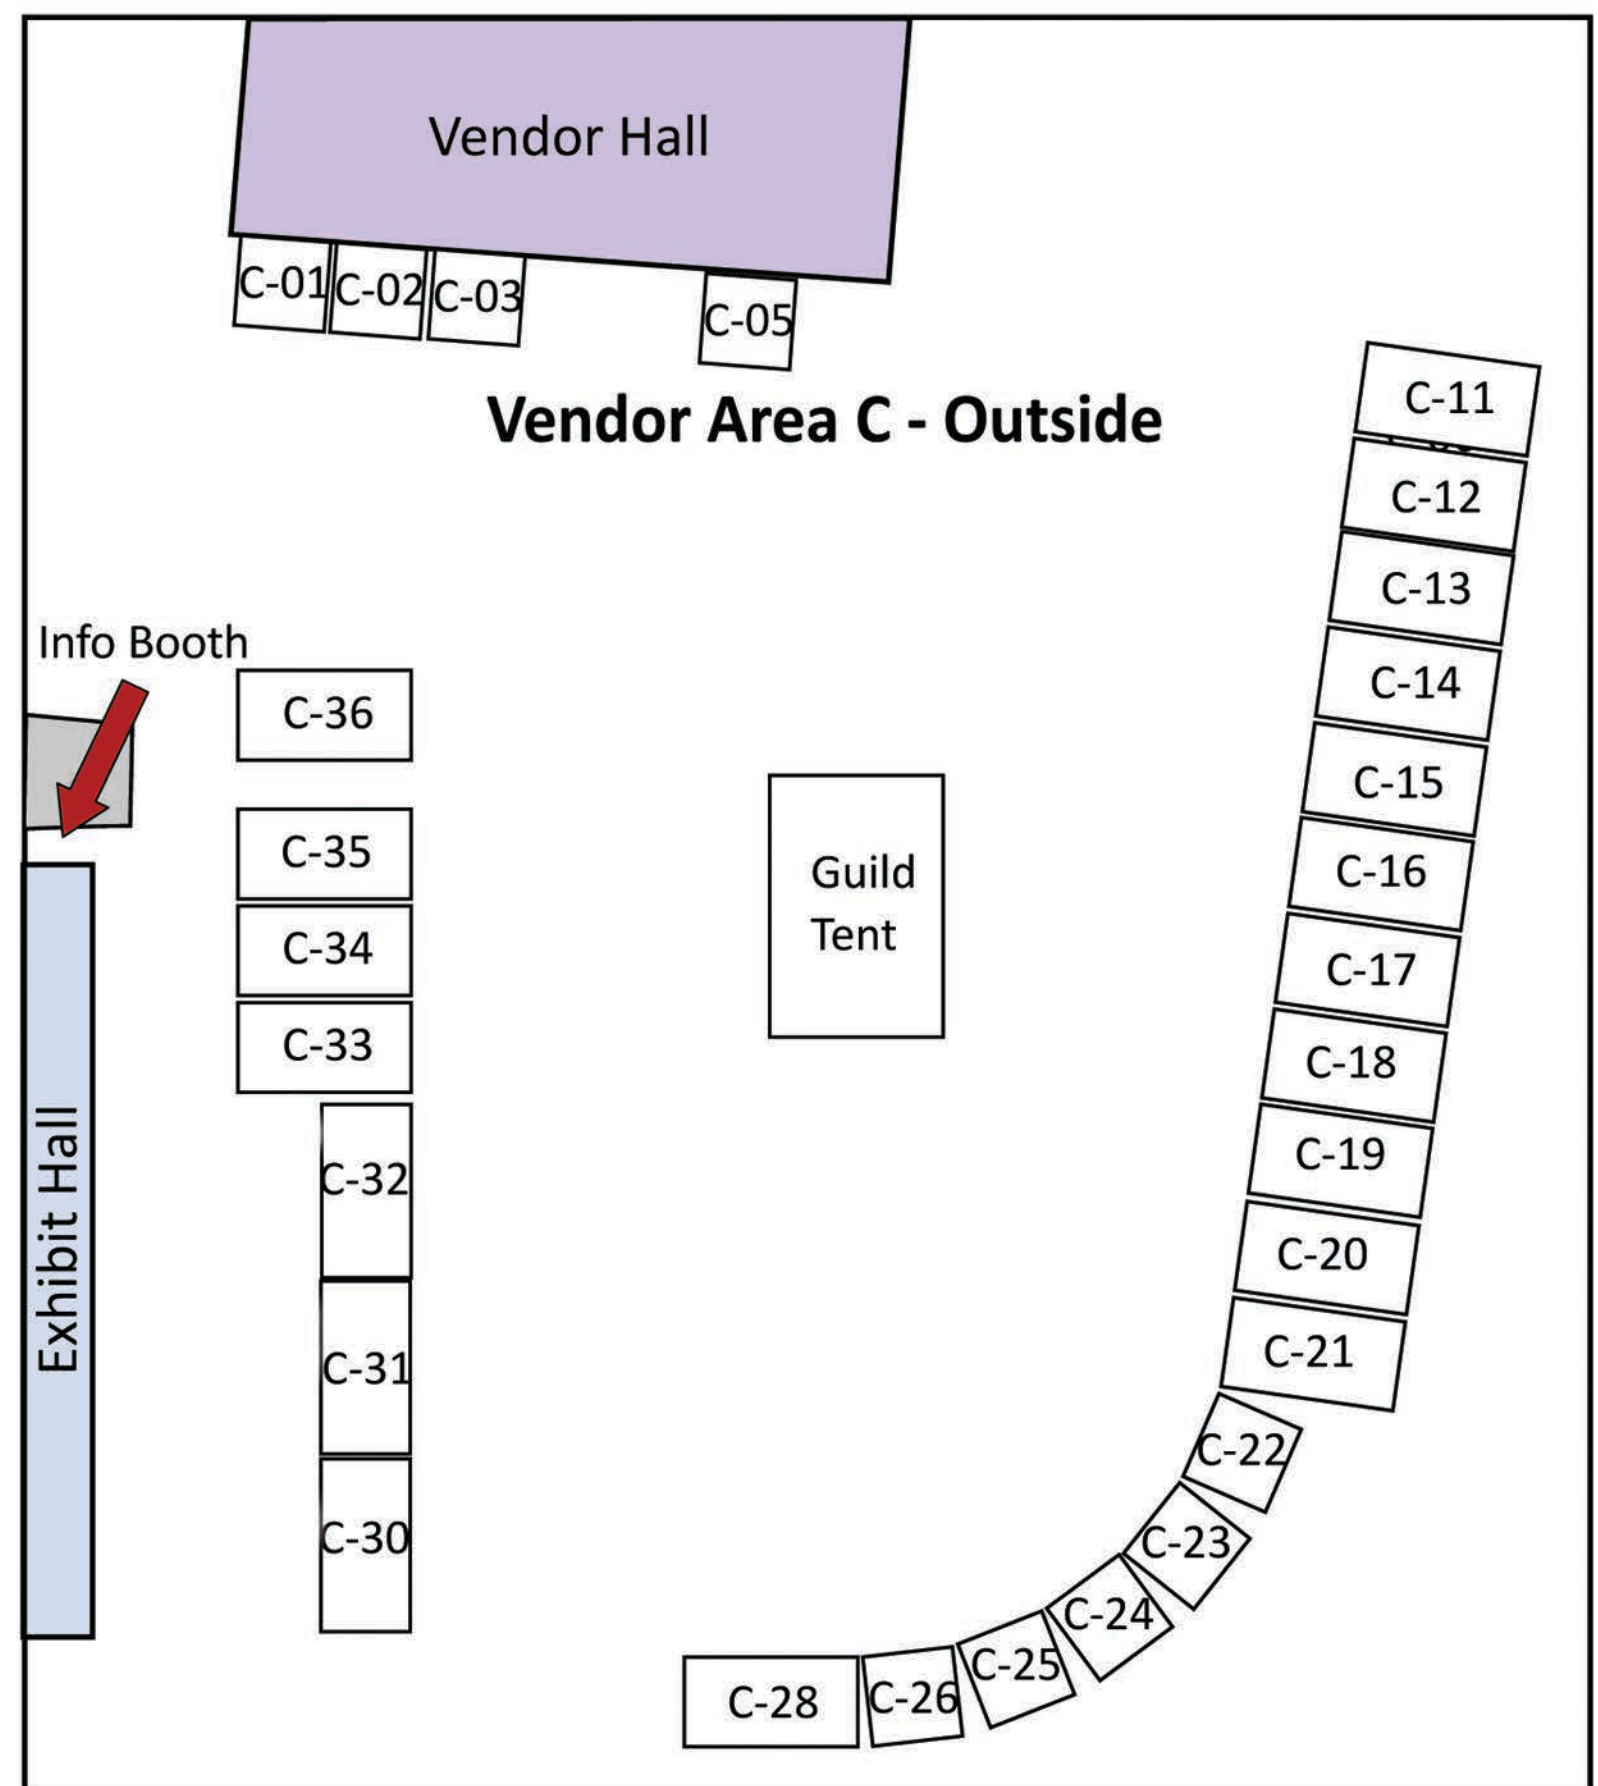 Vendor Hall
C-01
C-02
C-03
C-05
Vendor Area C - Outside
C-11
C-12
C-13
C-14
C-15
C-16
C-17
C-18
C-19
C-20
C-21
C-22
C-23
C-24
C-25
C-26
C-28
Info Booth
C-36
C-35
C-34
C-33
C-32
C-31
C-30
Guild
Tent
Exhibit Hall